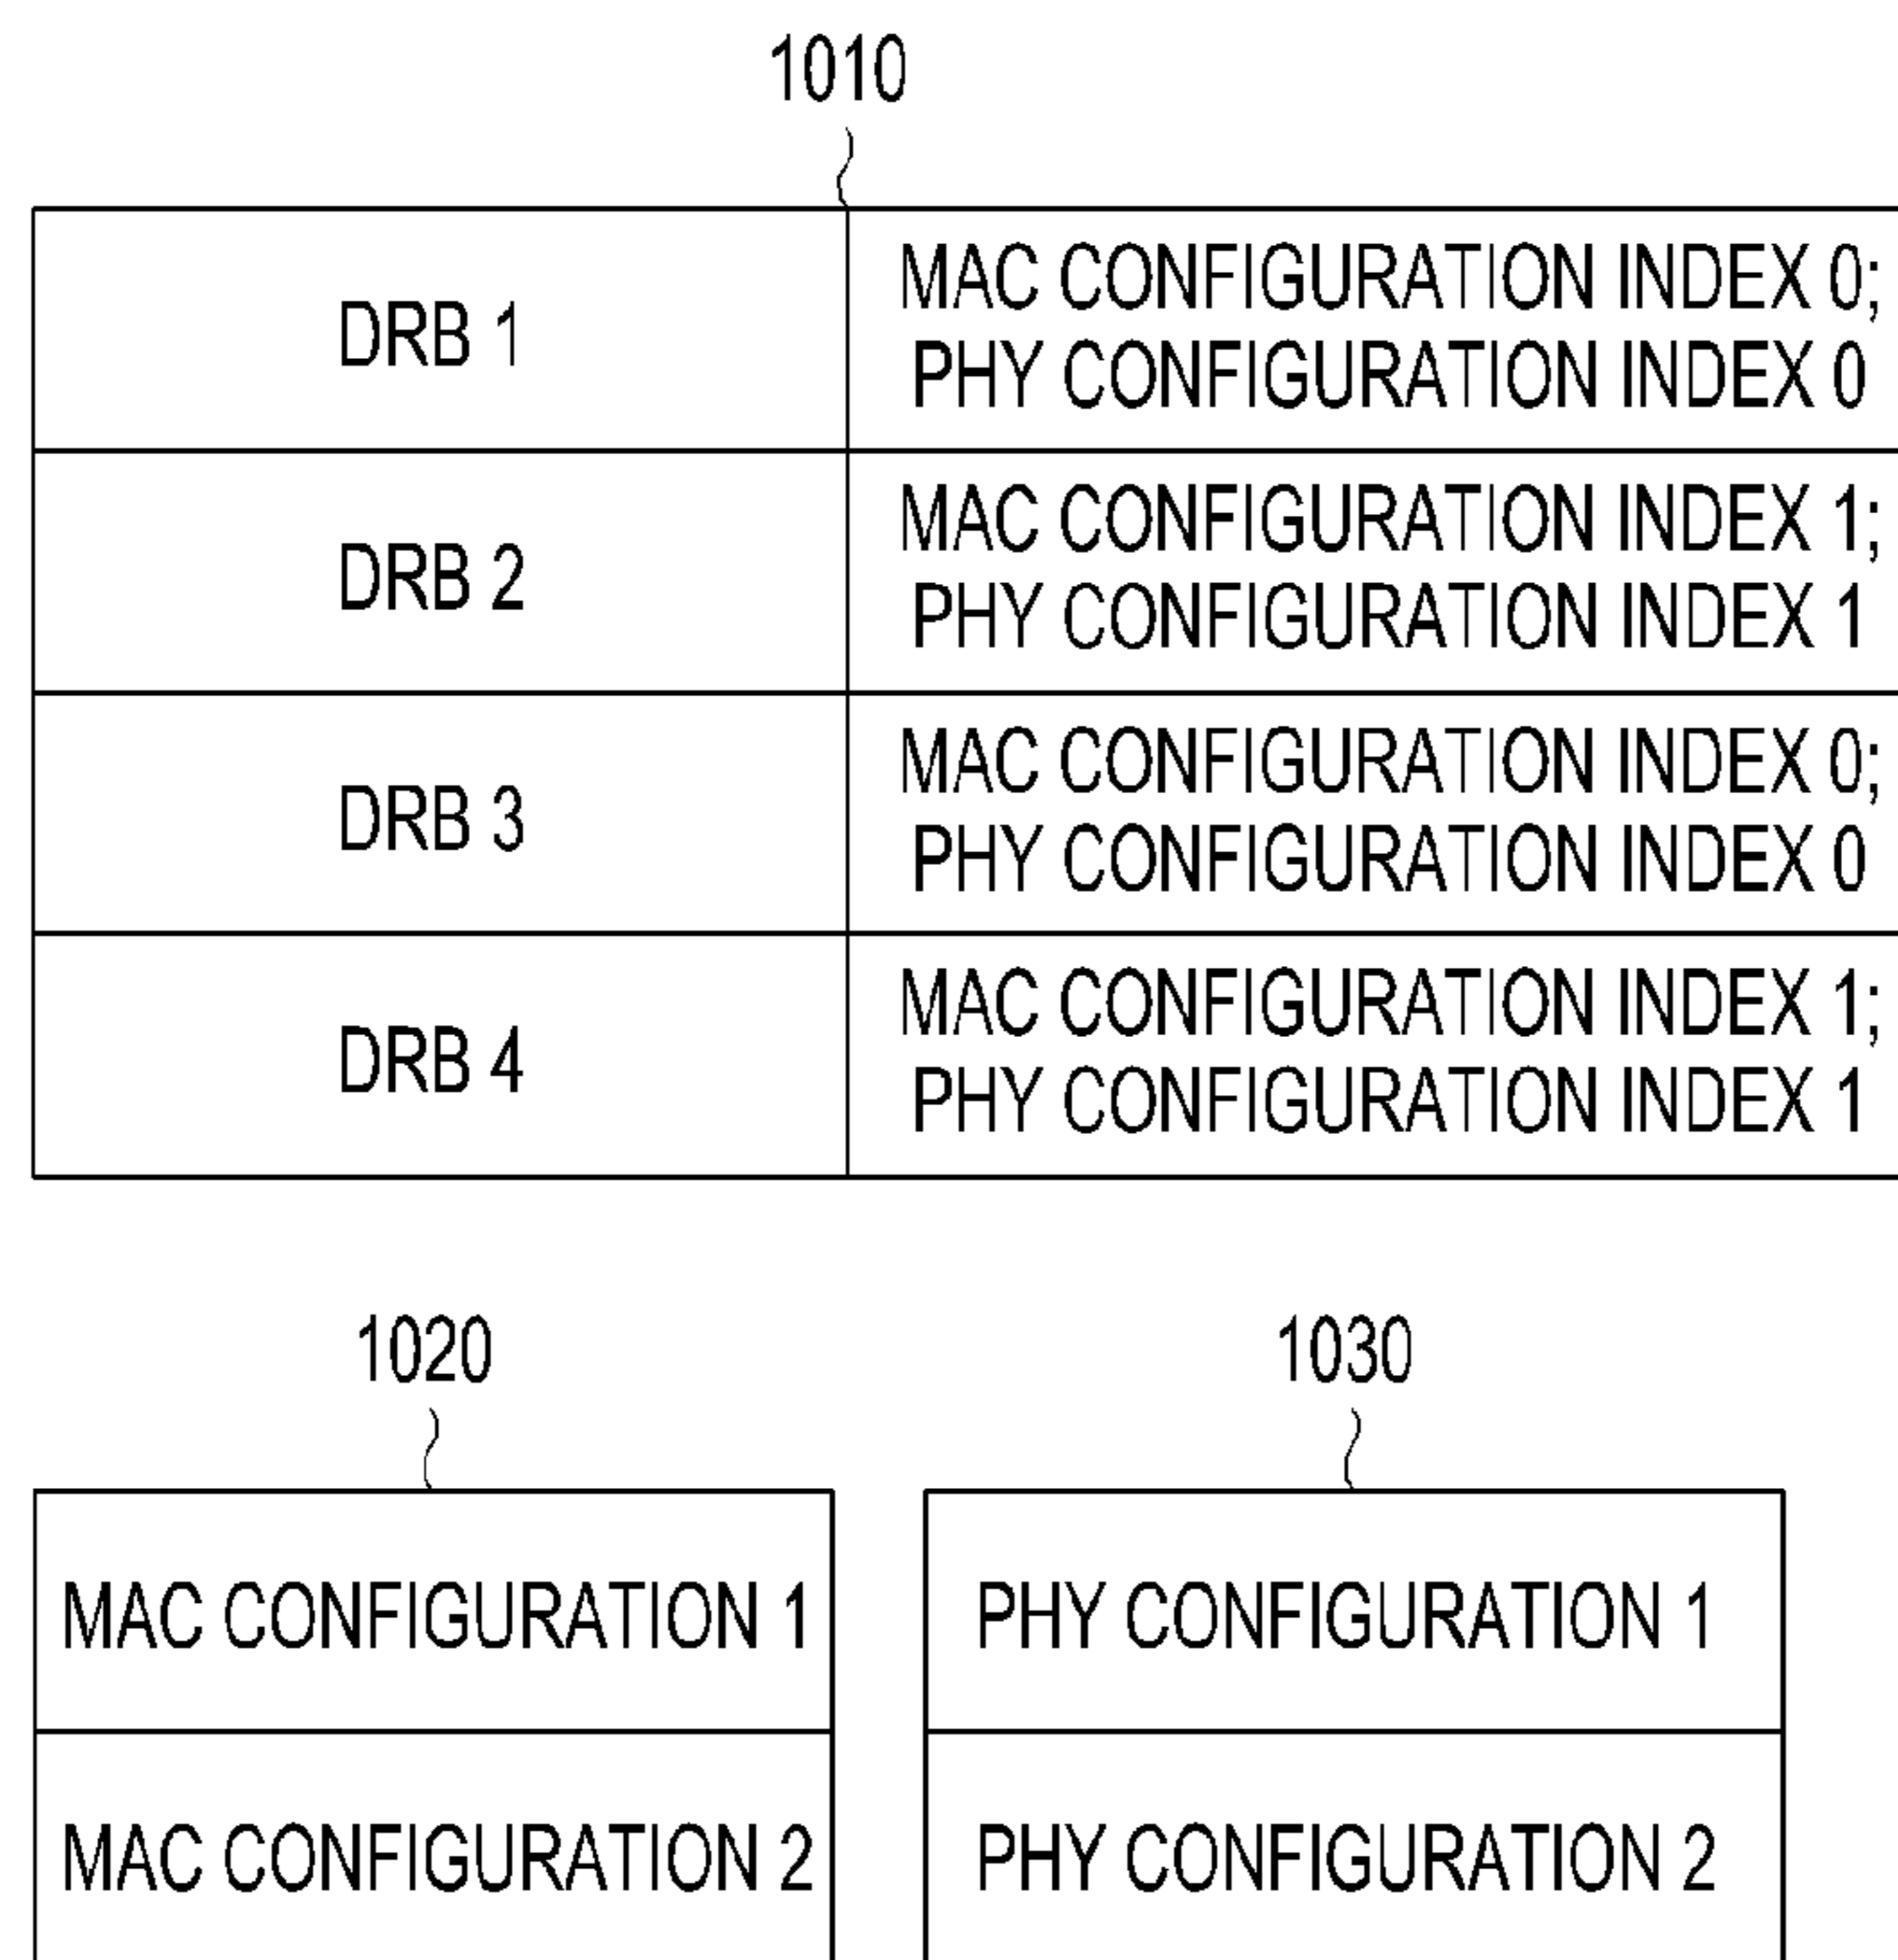 1010
DRB 1
MAC CONFIGURATION INDEX 0;
PHY CONFIGURATION INDEX 0
DRB 2
MAC CONFIGURATION INDEX 1;
PHY CONFIGURATION INDEX 1
DRB 3
MAC CONFIGURATION INDEX 0;
PHY CONFIGURATION INDEX 0
DRB 4
MAC CONFIGURATION INDEX 1;
PHY CONFIGURATION INDEX 1
1020
1030
MAC CONFIGURATION 1
PHY CONFIGURATION 1
MAC CONFIGURATION 2
PHY CONFIGURATION 2